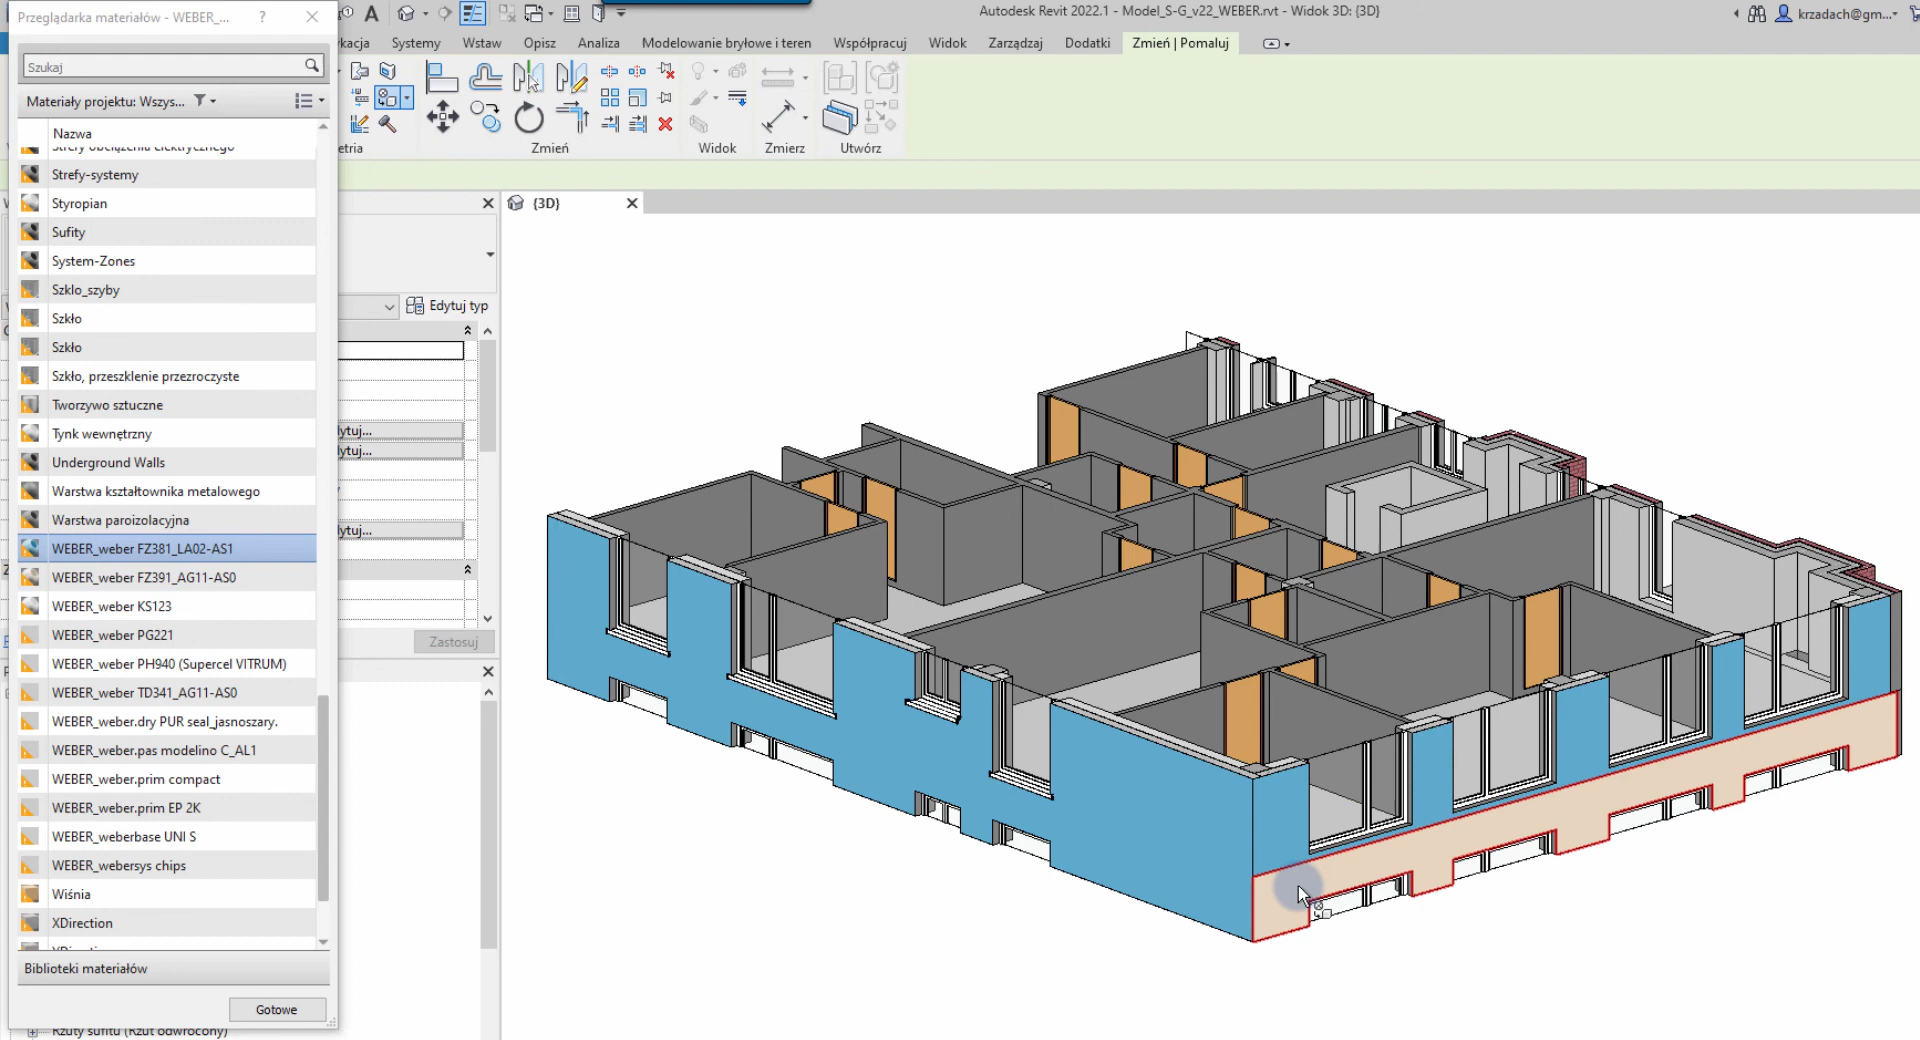 Przeglądarka materiałów - WEBER_...
?
Autodesk Revit 2022.1 - Model_S-G_v22_WEBER.rvt - Widok 3D: {3D}
krzadach@gm...
Systemy Wstaw Opisz Analiza Modelowanie bryłowe i teren Współpracuj Widok Zarządzaj Dodatki Zmień | Pomaluj
Szukaj
Materiały projektu: Wszys...
Nazwa
Zmień
Widok
Zmierz
Utwórz
Strefy-systemy
Styropian
Sufity
System-Zones
Szklo_szyby
Szkło
Szkło
Szkło, przeszklenie przezroczyste
Tworzywo sztuczne
Tynk wewnętrzny
Underground Walls
Warstwa kształtownika metalowego
Warstwa paroizolacyjna
WEBER_weber FZ381_LA02-AS1
WEBER_weber FZ391_AG11-AS0
WEBER_weber KS123
WEBER_weber PG221
WEBER_weber PH940 (Supercel VITRUM)
WEBER_weber TD341_AG11-AS0
WEBER_weber.dry PUR seal_jasnoszary.
WEBER_weber.pas modelino C_AL1
WEBER_weber.prim compact
WEBER_weber.prim EP 2K
WEBER_weberbase UNI S
WEBER_webersys chips
Wiśnia
XDirection
Biblioteki materiałów
Gotowe
Rzuty sufitu (Rzut odwrócony)
{3D}
Edytuj typ
Zastosuj